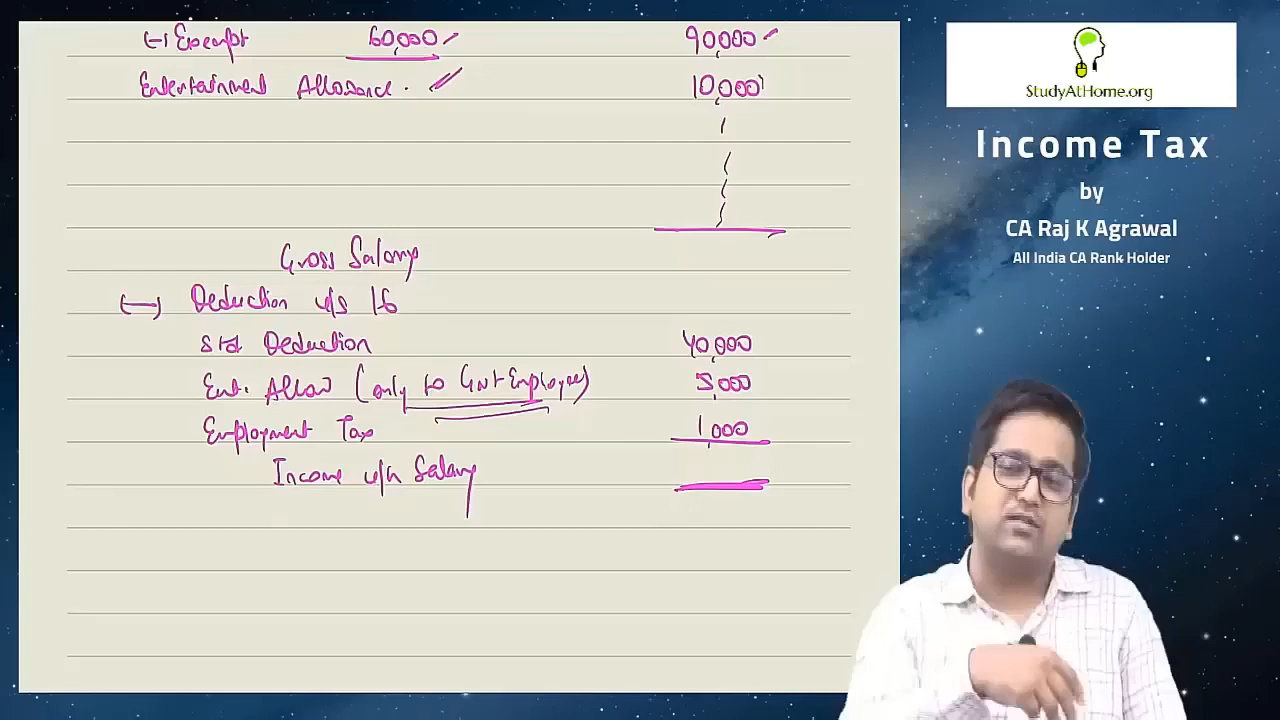 (-) Exempt 60,000 90,000
Entertainment Allowance. 10,000
Gross Salary
(-) Deduction u/s 16
Std Deduction 40,000
Ent. Allow (only to Gvt Employee) 5,000
Employment Tax 1,000
Income u/h Salary
StudyAtHome.org
Income Tax
by
CA Raj K Agrawal
All India CA Rank Holder